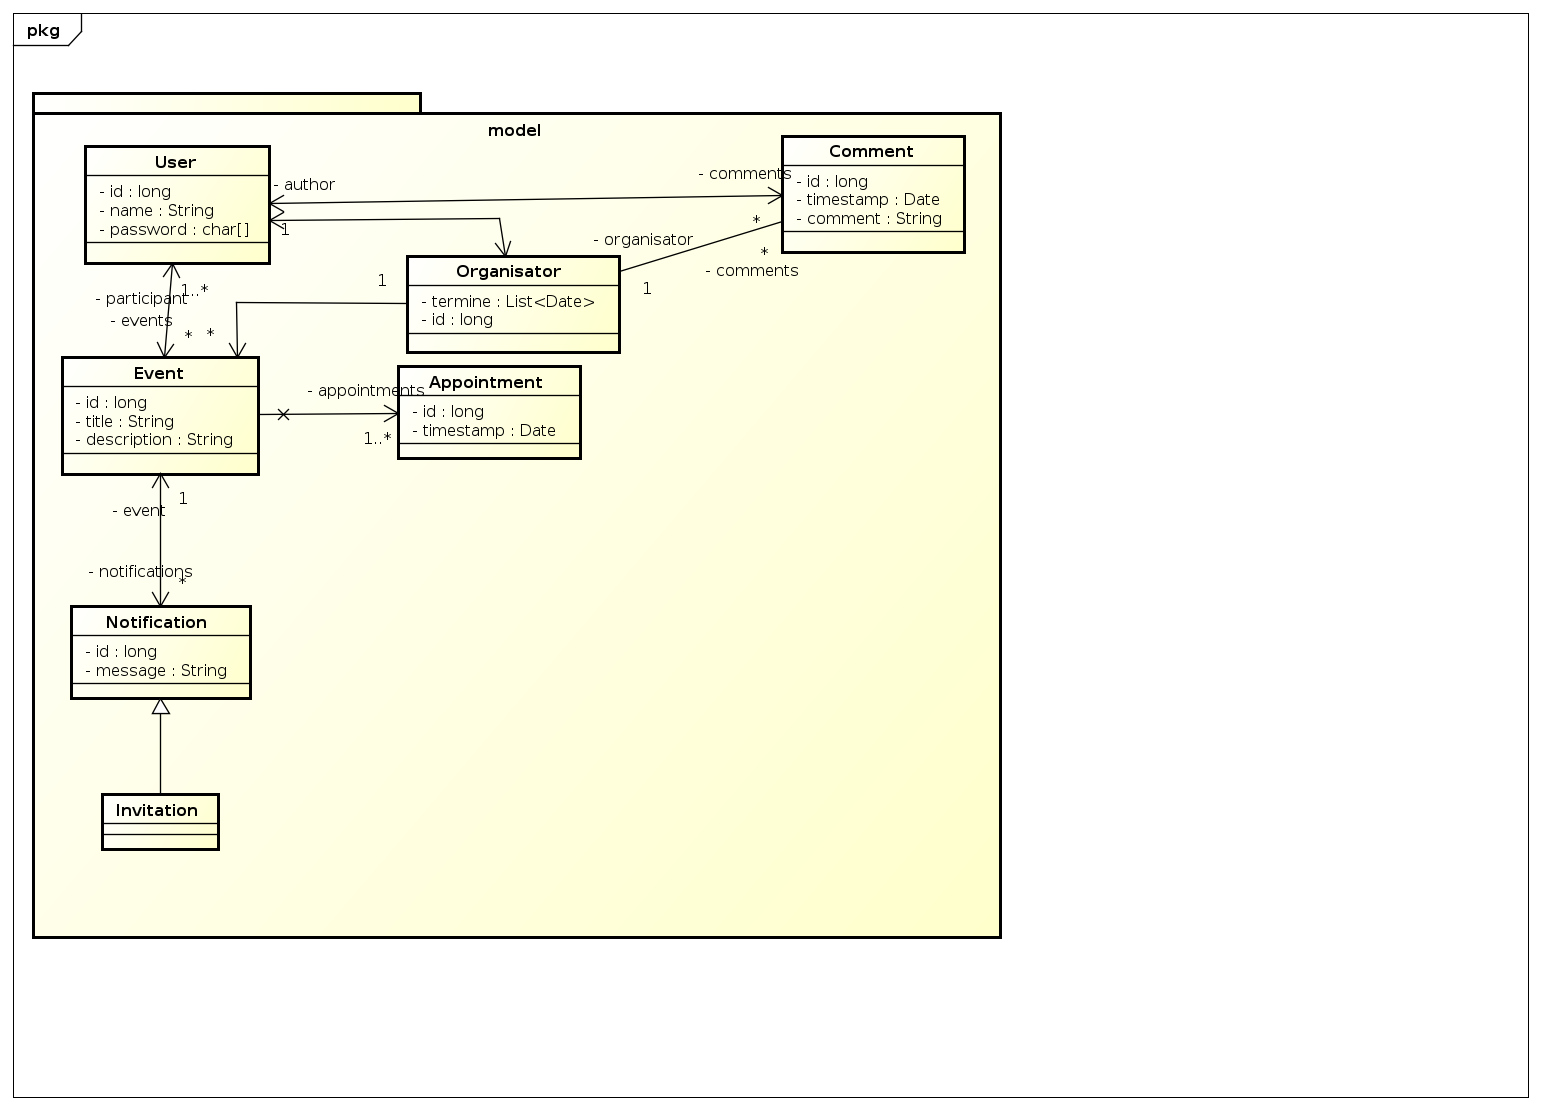 pkg
model
User
- id : long
- name : String
- password : char[]
- author
1
- comments
*
Comment
- id : long
- timestamp : Date
- comment : String
- organisator
1
*
- comments
Organisator
- termine : List<Date>
- id : long
1
*
1..*
- participant
- events
*
Event
- id : long
- title : String
- description : String
- appointments
1..*
Appointment
- id : long
- timestamp : Date
1
- event
- notifications
*
Notification
- id : long
- message : String
Invitation